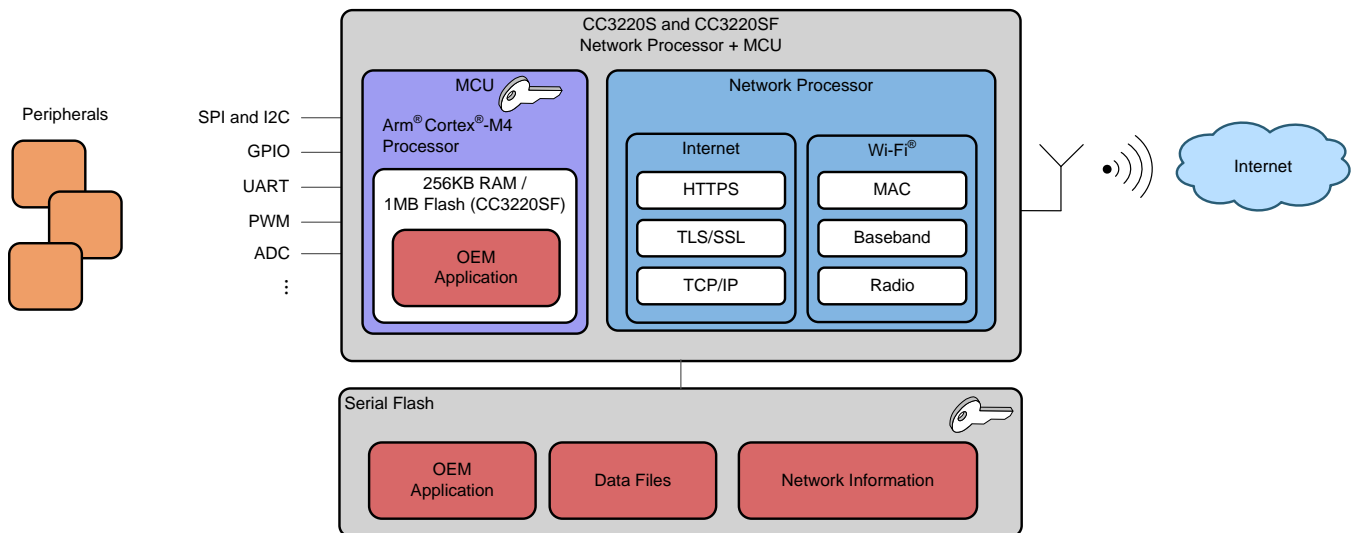 CC3220S and CC3220SF
Network Processor + MCU
Peripherals
SPI and I2C
GPIO
UART
PWM
ADC
⋮
MCU
Arm® Cortex®-M4
Processor
256KB RAM /
1MB Flash (CC3220SF)
OEM
Application
Network Processor
Internet
HTTPS
TLS/SSL
TCP/IP
Wi-Fi®
MAC
Baseband
Radio
Internet
Serial Flash
OEM
Application
Data Files
Network Information